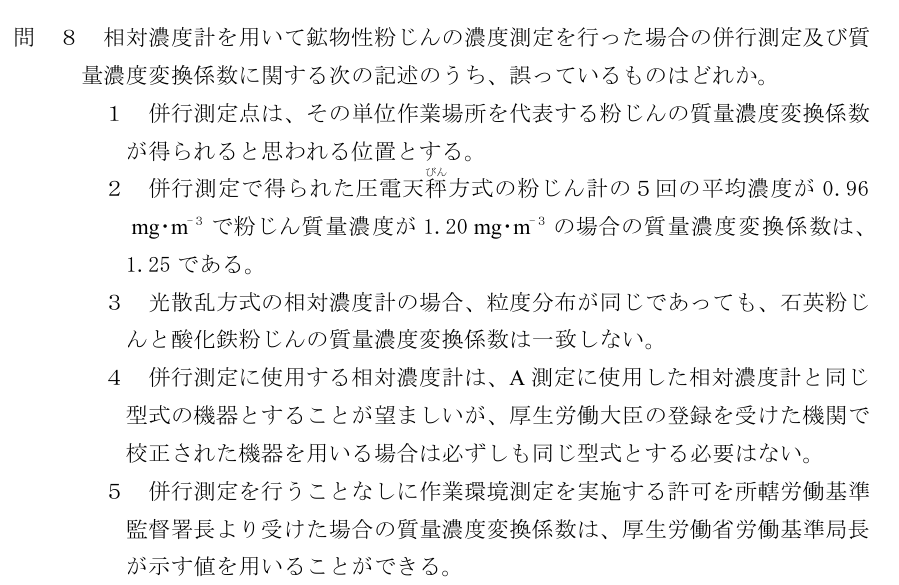 問　8　相対濃度計を用いて鉱物性粉じんの濃度測定を行った場合の併行測定及び質
量濃度変換係数に関する次の記述のうち、誤っているものはどれか。
1　併行測定点は、その単位作業場所を代表する粉じんの質量濃度変換係数
が得られると思われる位置とする。
びん
2　併行測定で得られた圧電天秤方式の粉じん計の5回の平均濃度が 0.96
mg·m⁻³ で粉じん質量濃度が 1.20 mg·m⁻³ の場合の質量濃度変換係数は、
1.25 である。
3　光散乱方式の相対濃度計の場合、粒度分布が同じであっても、石英粉じ
んと酸化鉄粉じんの質量濃度変換係数は一致しない。
4　併行測定に使用する相対濃度計は、A 測定に使用した相対濃度計と同じ
型式の機器とすることが望ましいが、厚生労働大臣の登録を受けた機関で
校正された機器を用いる場合は必ずしも同じ型式とする必要はない。
5　併行測定を行うことなしに作業環境測定を実施する許可を所轄労働基準
監督署長より受けた場合の質量濃度変換係数は、厚生労働省労働基準局長
が示す値を用いることができる。